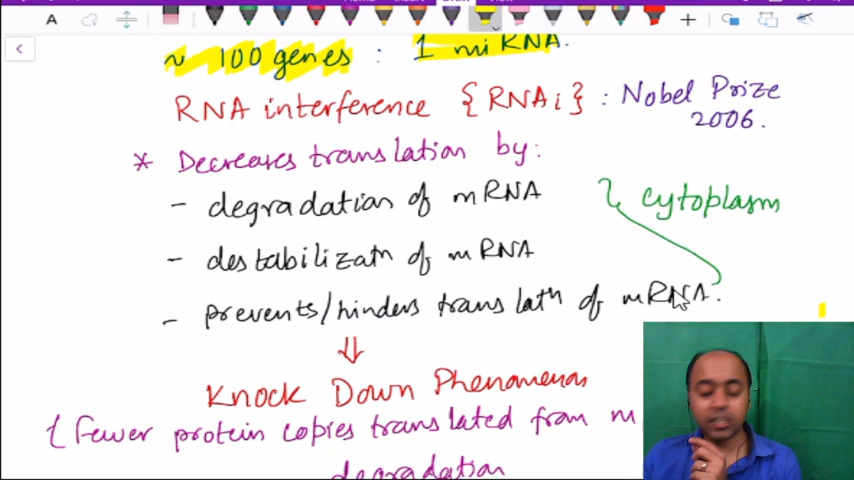 ~ 100 genes : 1 miRNA.
RNA interference {RNAi} : Nobel Prize
2006.
* Decreases translation by:
- degradation of mRNA
} cytoplasm
- destabilizatn of mRNA
- prevents/hinders translatn of mRNA.
⇓
Knock Down Phenomenon
{ Fewer protein copies translated from m
degradation